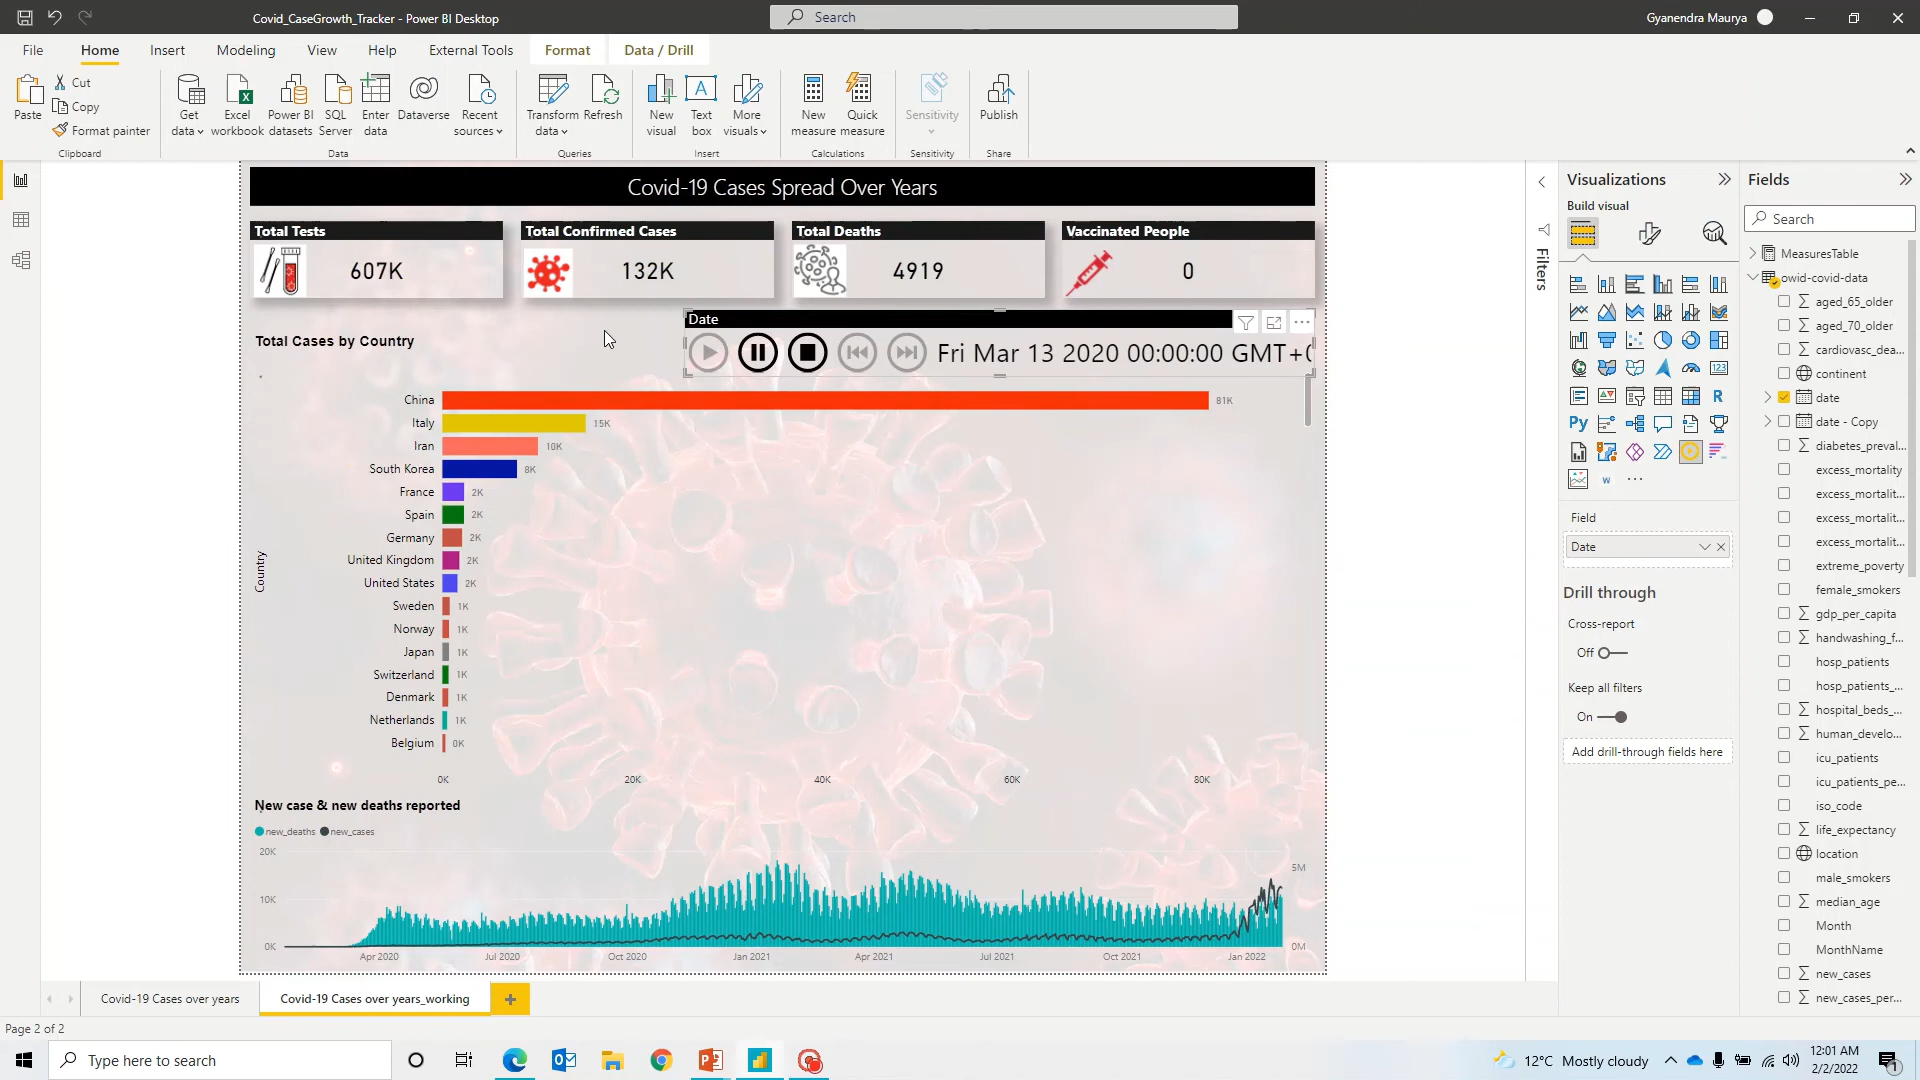 Covid_CaseGrowth_Tracker - Power BI Desktop
Search
Gyanendra Maurya
File Home Insert Modeling View Help External Tools Format Data / Drill
Paste
Cut
Copy
Format painter
Clipboard
Get data
Excel workbook
Power BI datasets
SQL Server
Enter data
Dataverse
Recent sources
Data
Transform data
Refresh
Queries
New visual
Text box
More visuals
Insert
New measure
Quick measure
Calculations
Sensitivity
Sensitivity
Publish
Share
Covid-19 Cases Spread Over Years
Total Tests
607K
Total Confirmed Cases
132K
Total Deaths
4919
Vaccinated People
0
Date
Fri Mar 13 2020 00:00:00 GMT+0
Total Cases by Country
Country
China 81K
Italy 15K
Iran 10K
South Korea 8K
France 2K
Spain 2K
Germany 2K
United Kingdom 2K
United States 2K
Sweden 1K
Norway 1K
Japan 1K
Switzerland 1K
Denmark 1K
Netherlands 1K
Belgium 0K
0K 20K 40K 60K 80K
New case & new deaths reported
new_deaths new_cases
20K
10K
0K
5M
0M
Apr 2020 Jul 2020 Oct 2020 Jan 2021 Apr 2021 Jul 2021 Oct 2021 Jan 2022
Filters
Visualizations
Build visual
R
Py
W
123
Field
Date
Drill through
Cross-report
Off
Keep all filters
On
Add drill-through fields here
Fields
Search
MeasuresTable
owid-covid-data
aged_65_older
aged_70_older
cardiovasc_dea...
continent
date
date - Copy
diabetes_preval...
excess_mortality
excess_mortalit...
excess_mortalit...
excess_mortalit...
extreme_poverty
female_smokers
gdp_per_capita
handwashing_f...
hosp_patients
hosp_patients_...
hospital_beds_...
human_develo...
icu_patients
icu_patients_pe...
iso_code
life_expectancy
location
male_smokers
median_age
Month
MonthName
new_cases
new_cases_per...
Covid-19 Cases over years
Covid-19 Cases over years_working
Page 2 of 2
Type here to search
12°C Mostly cloudy
12:01 AM
2/2/2022
1